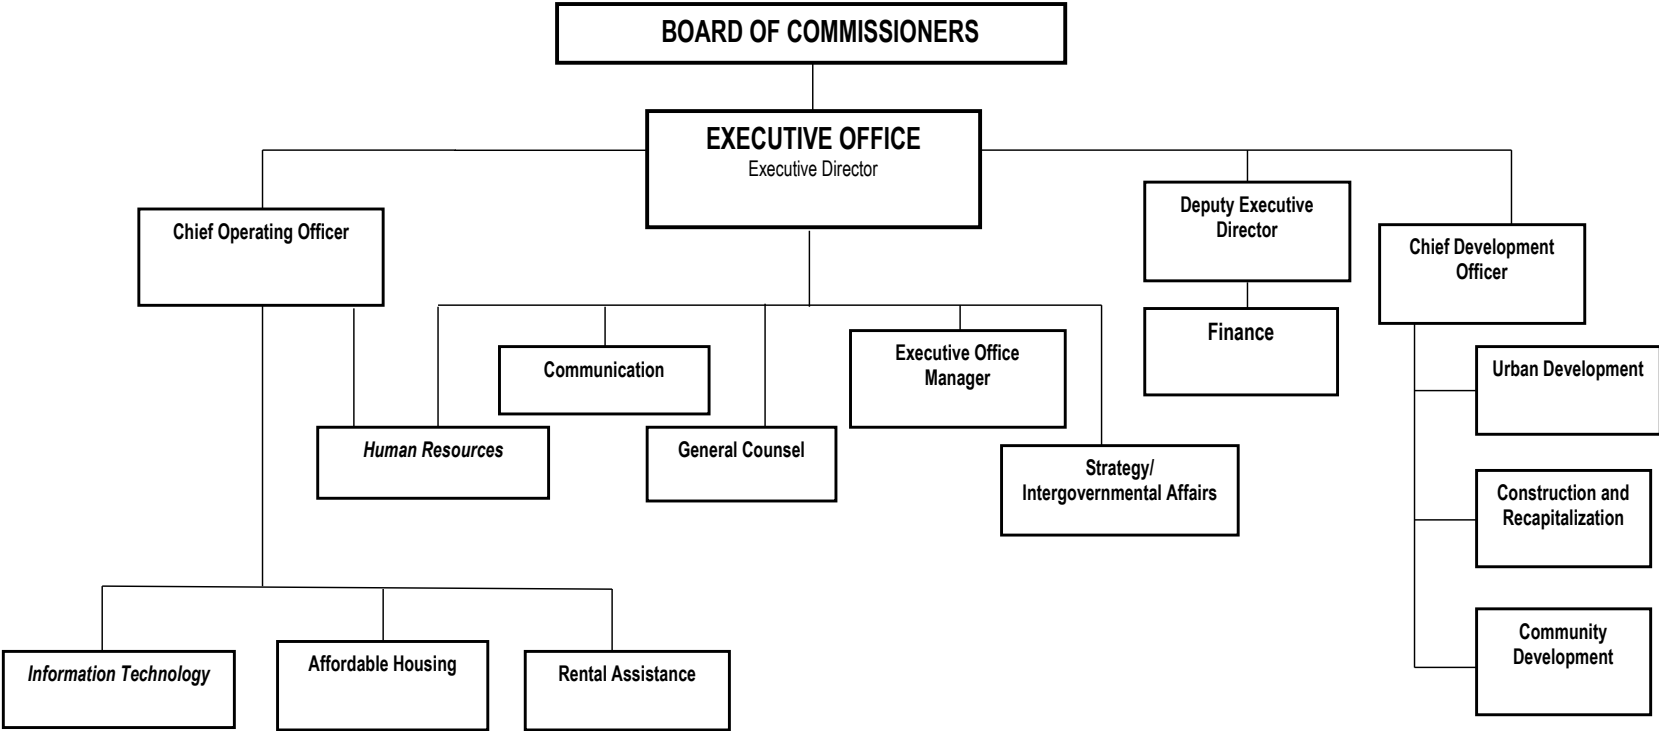 BOARD OF COMMISSIONERS
EXECUTIVE OFFICE
Executive Director
Chief Operating Officer
Deputy Executive
Director
Chief Development
Officer
Finance
Communication
Executive Office
Manager
Urban Development
Human Resources
General Counsel
Strategy/
Intergovernmental Affairs
Construction and
Recapitalization
Community
Development
Information Technology
Affordable Housing
Rental Assistance